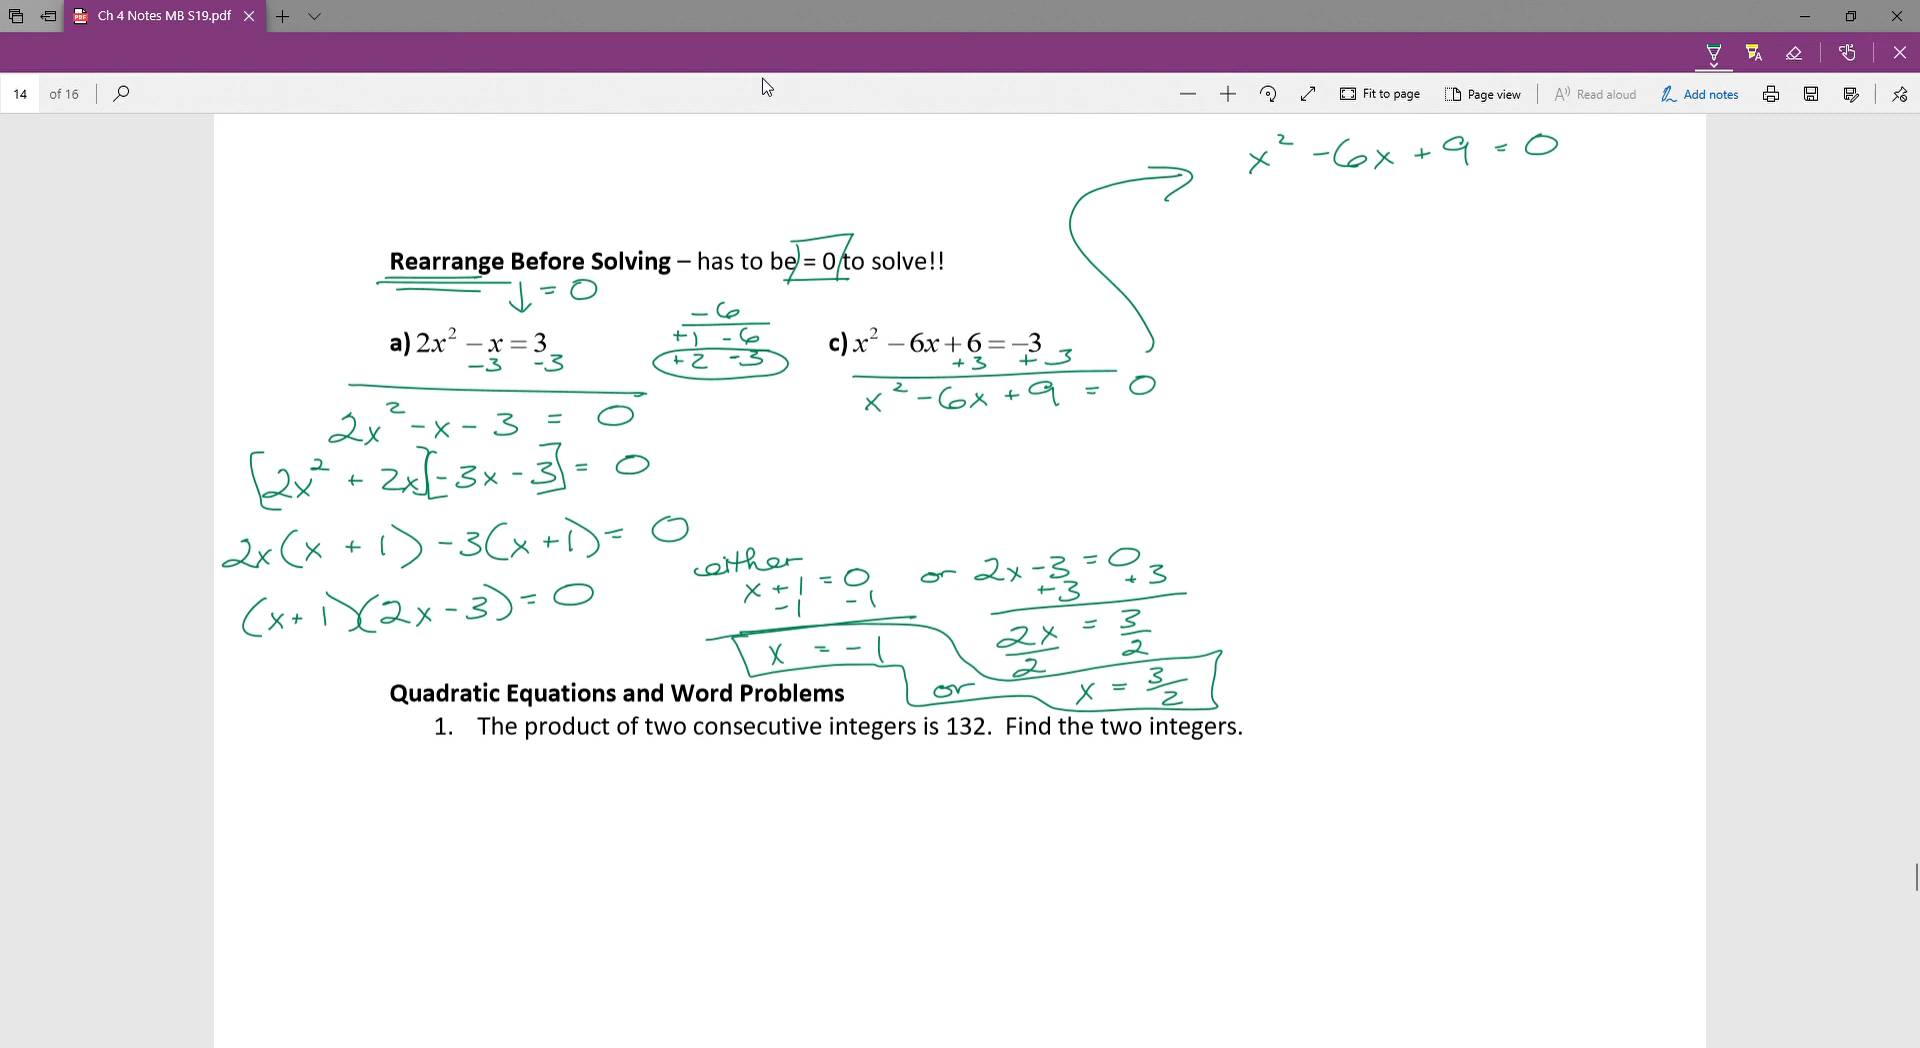 Ch 4 Notes MB S19.pdf
14 of 16
Fit to page
Page view
Read aloud
Add notes
x² - 6x + 9 = 0
Rearrange Before Solving – has to be = 0 to solve!!
↓ = 0
a) 2x² – x = 3
-3 -3
2x² - x - 3 = 0
[2x² + 2x][-3x - 3] = 0
2x(x + 1) - 3(x + 1) = 0
(x + 1)(2x - 3) = 0
-6
+1 -6
+2 -3
c) x² – 6x + 6 = –3
+3 +3
x² - 6x + 9 = 0
either
x + 1 = 0 or 2x - 3 = 0
-1 -1 +3 +3
2x/2 = 3/2
x = -1 or x = 3/2
Quadratic Equations and Word Problems
1. The product of two consecutive integers is 132. Find the two integers.